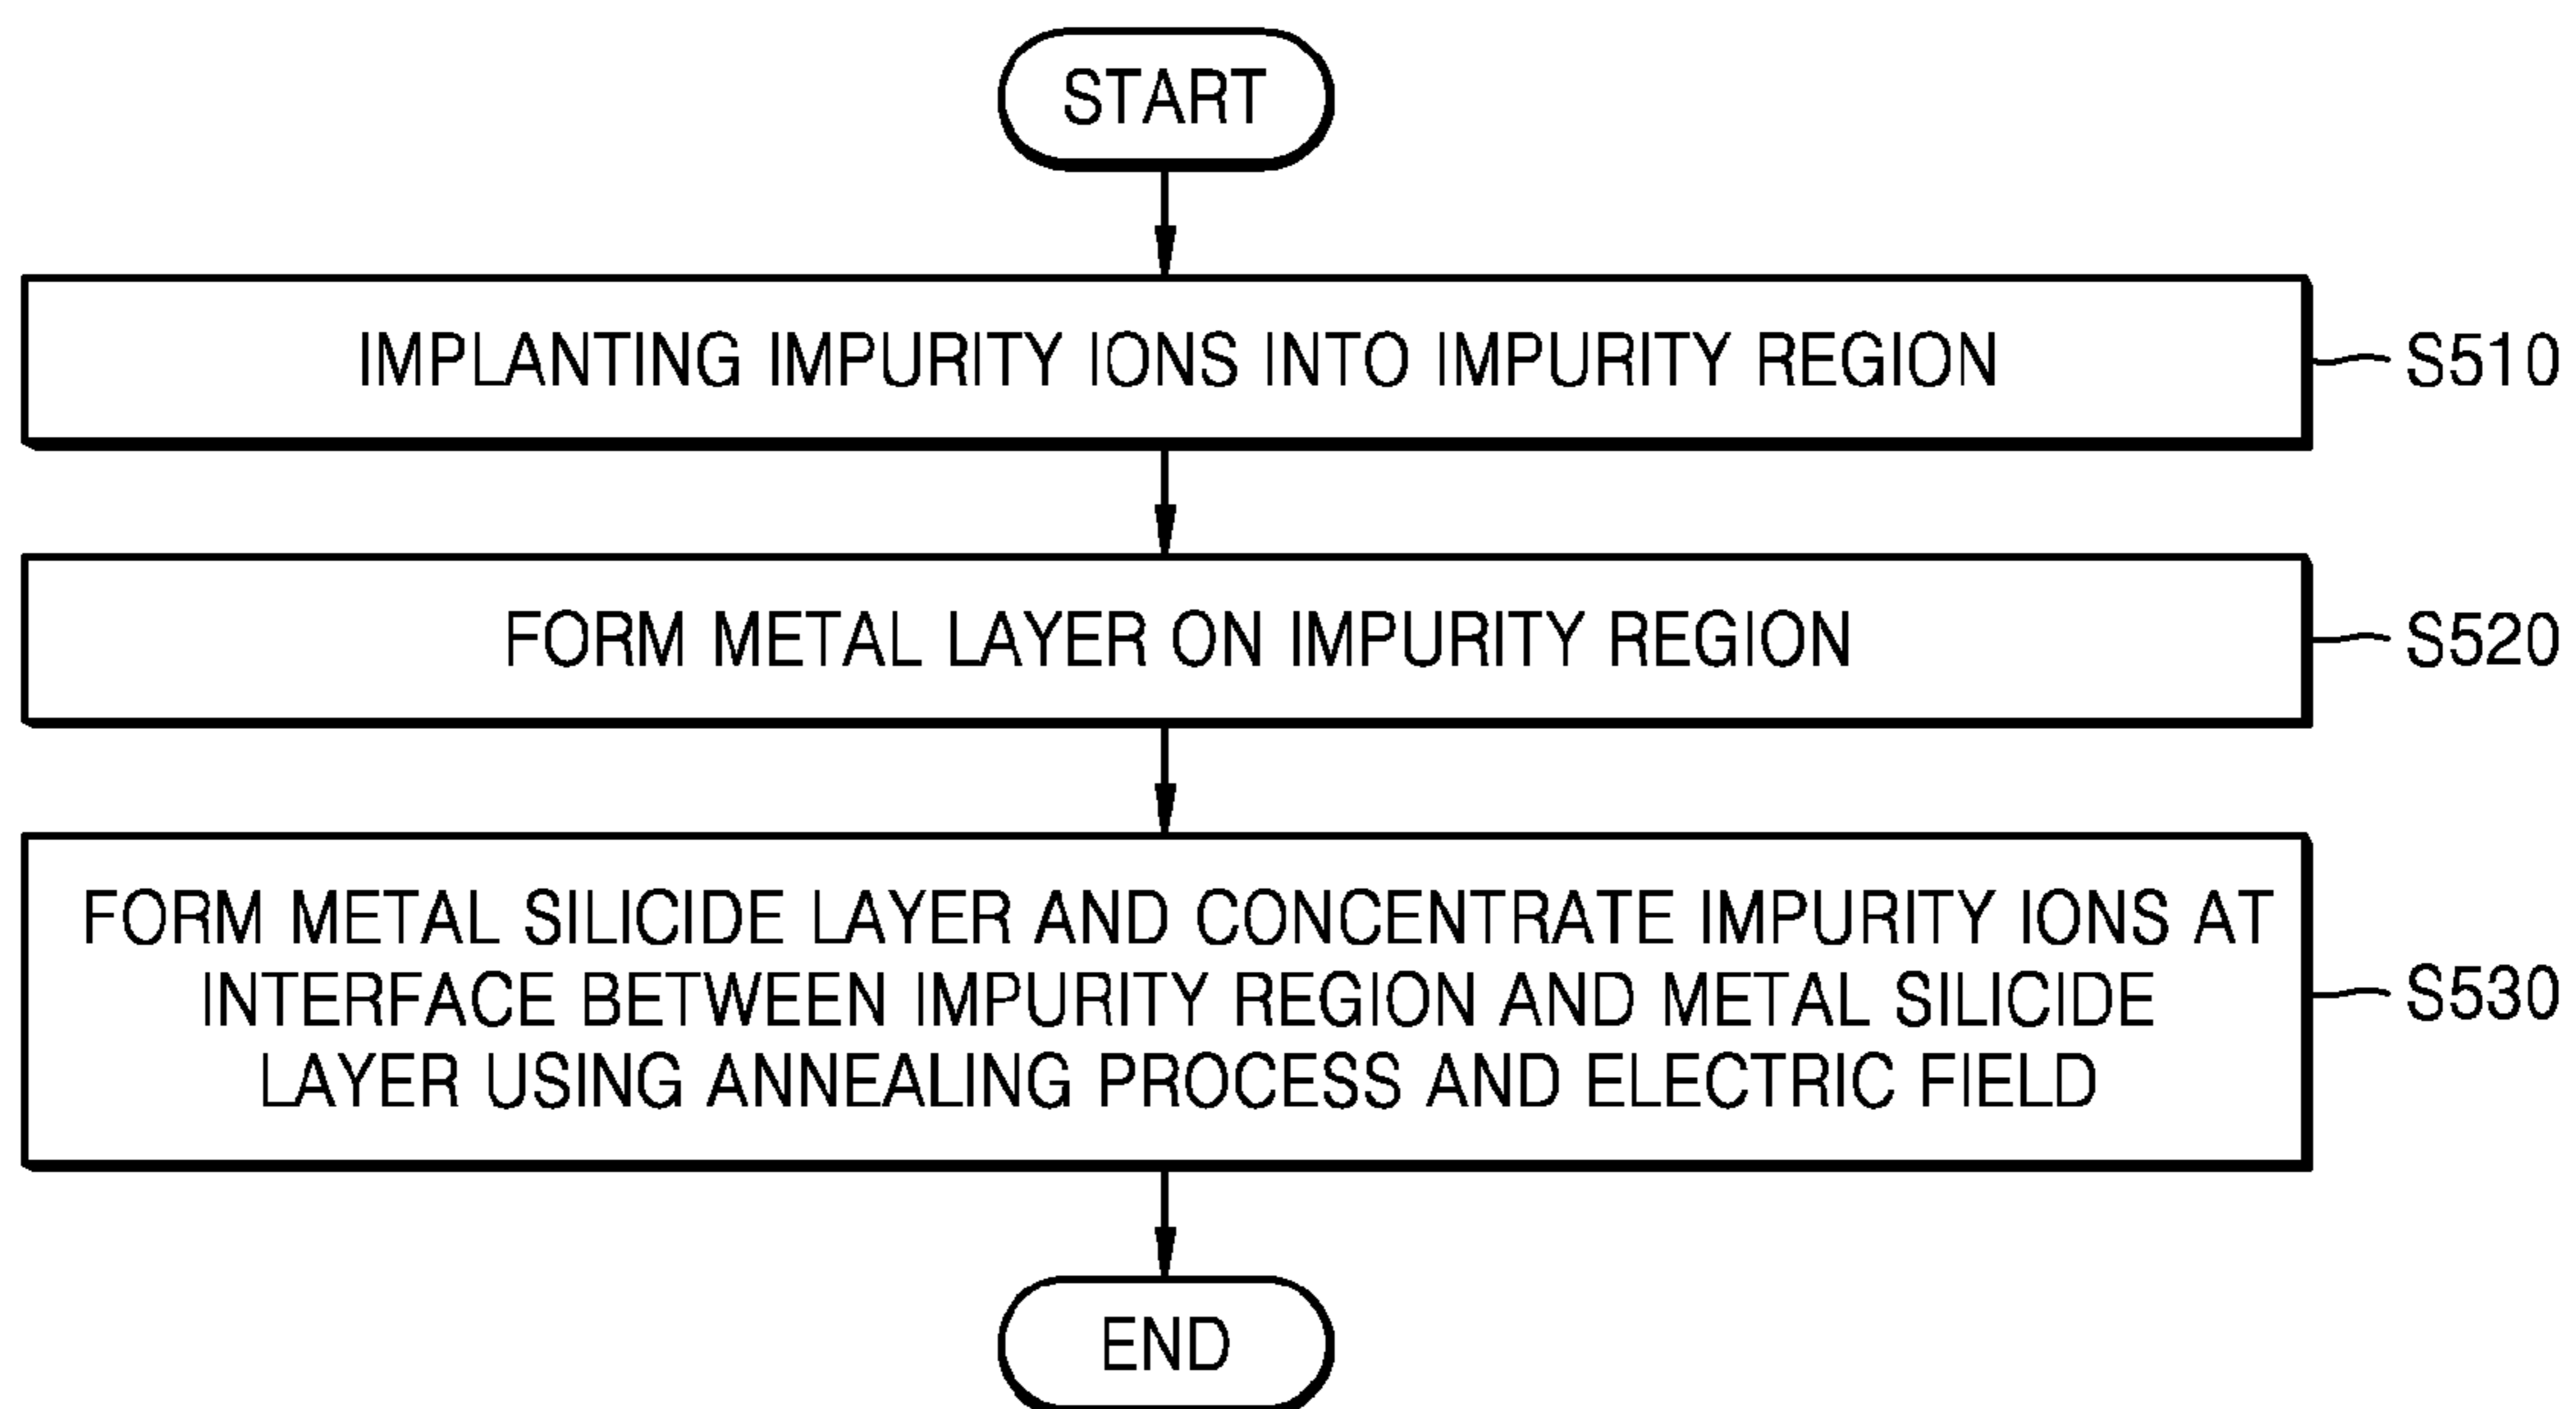 START
IMPLANTING IMPURITY IONS INTO IMPURITY REGION
S510
FORM METAL LAYER ON IMPURITY REGION
S520
FORM METAL SILICIDE LAYER AND CONCENTRATE IMPURITY IONS AT
INTERFACE BETWEEN IMPURITY REGION AND METAL SILICIDE
LAYER USING ANNEALING PROCESS AND ELECTRIC FIELD
S530
END